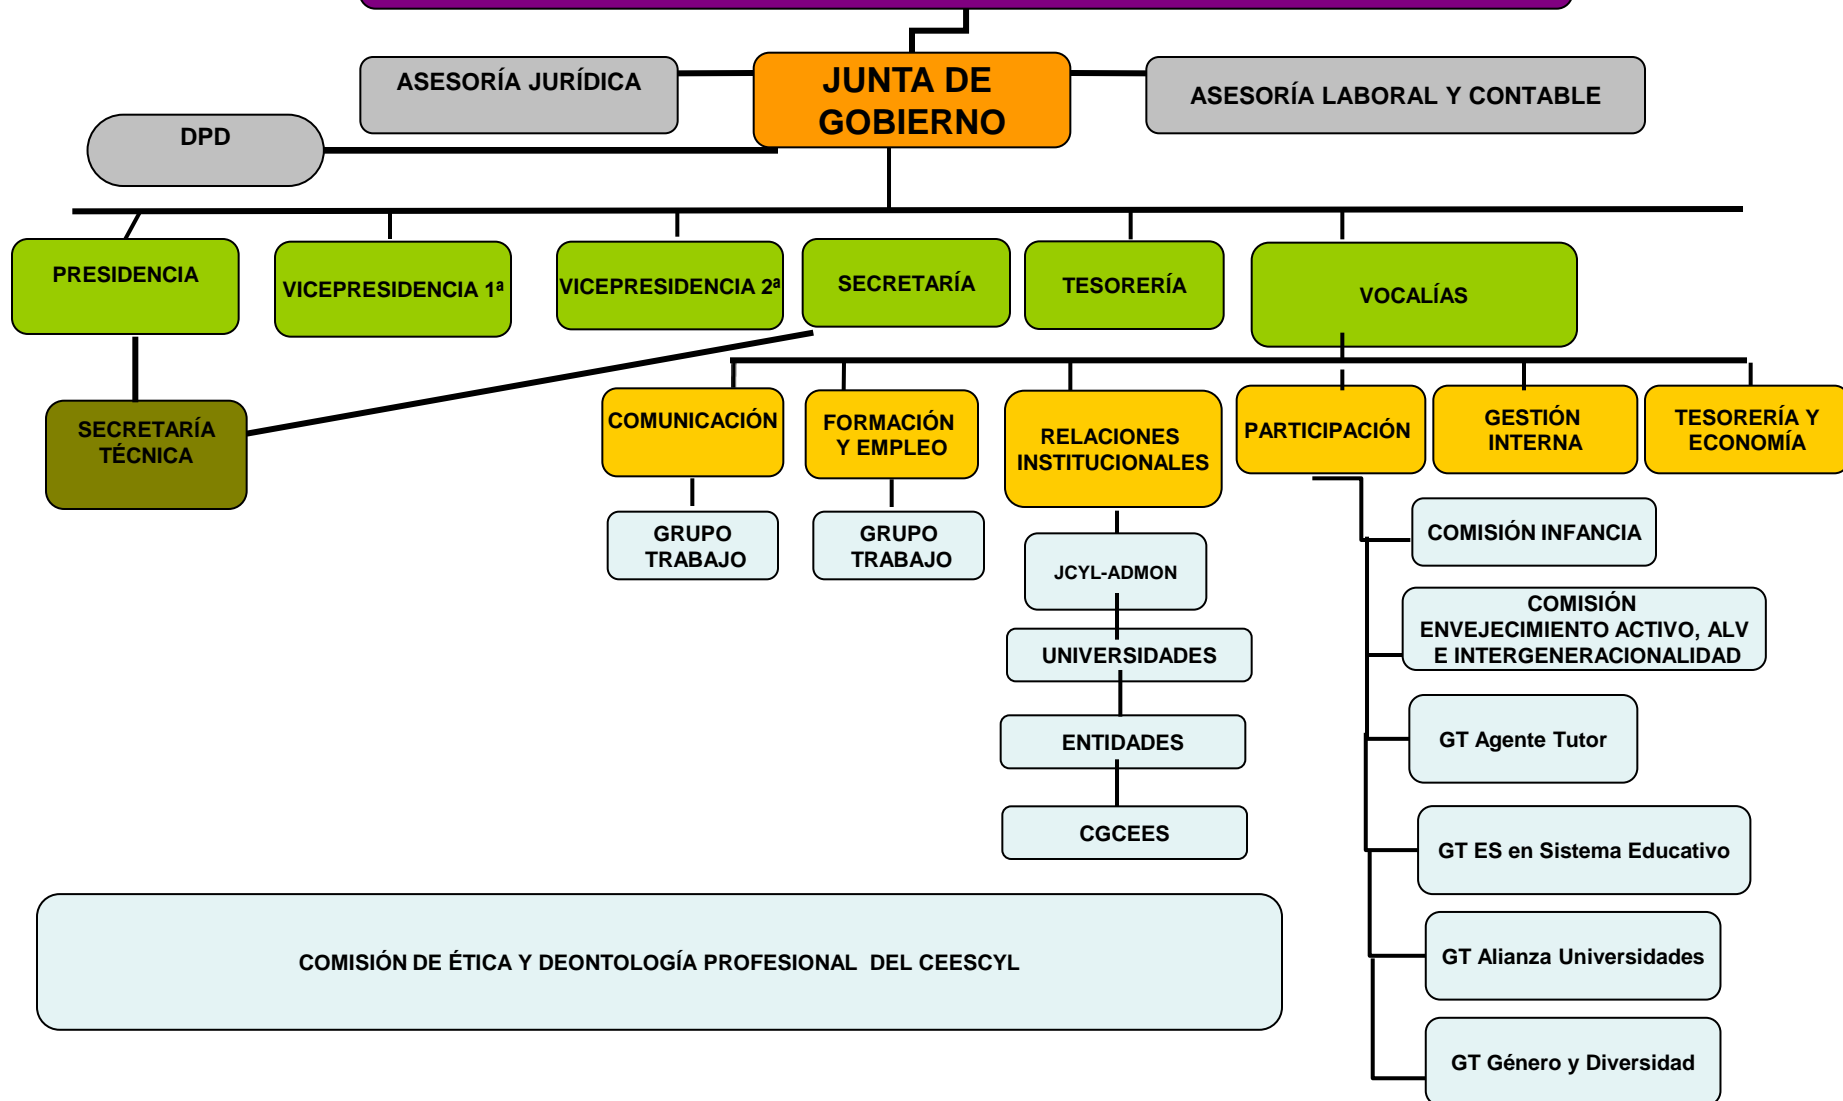 ASESORÍA JURÍDICA
JUNTA DE
GOBIERNO
ASESORÍA LABORAL Y CONTABLE
DPD
PRESIDENCIA
VICEPRESIDENCIA 1ª
VICEPRESIDENCIA 2ª
SECRETARÍA
TESORERÍA
VOCALÍAS
SECRETARÍA
TÉCNICA
COMUNICACIÓN
FORMACIÓN
Y EMPLEO
RELACIONES
INSTITUCIONALES
PARTICIPACIÓN
GESTIÓN
INTERNA
TESORERÍA Y
ECONOMÍA
GRUPO
TRABAJO
GRUPO
TRABAJO
JCYL-ADMON
UNIVERSIDADES
ENTIDADES
CGCEES
COMISIÓN INFANCIA
COMISIÓN
ENVEJECIMIENTO ACTIVO, ALV
E INTERGENERACIONALIDAD
GT Agente Tutor
GT ES en Sistema Educativo
GT Alianza Universidades
GT Género y Diversidad
COMISIÓN DE ÉTICA Y DEONTOLOGÍA PROFESIONAL  DEL CEESCYL